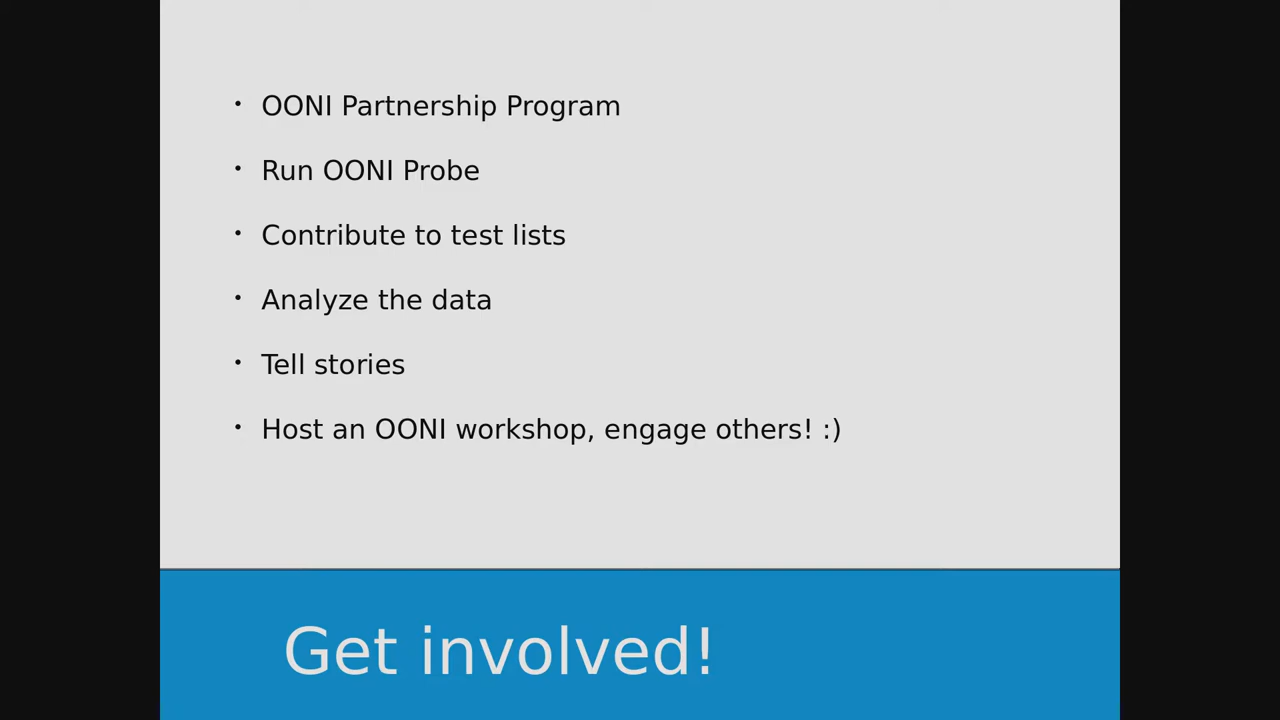 • OONI Partnership Program
• Run OONI Probe
• Contribute to test lists
• Analyze the data
• Tell stories
• Host an OONI workshop, engage others! :)
Get involved!